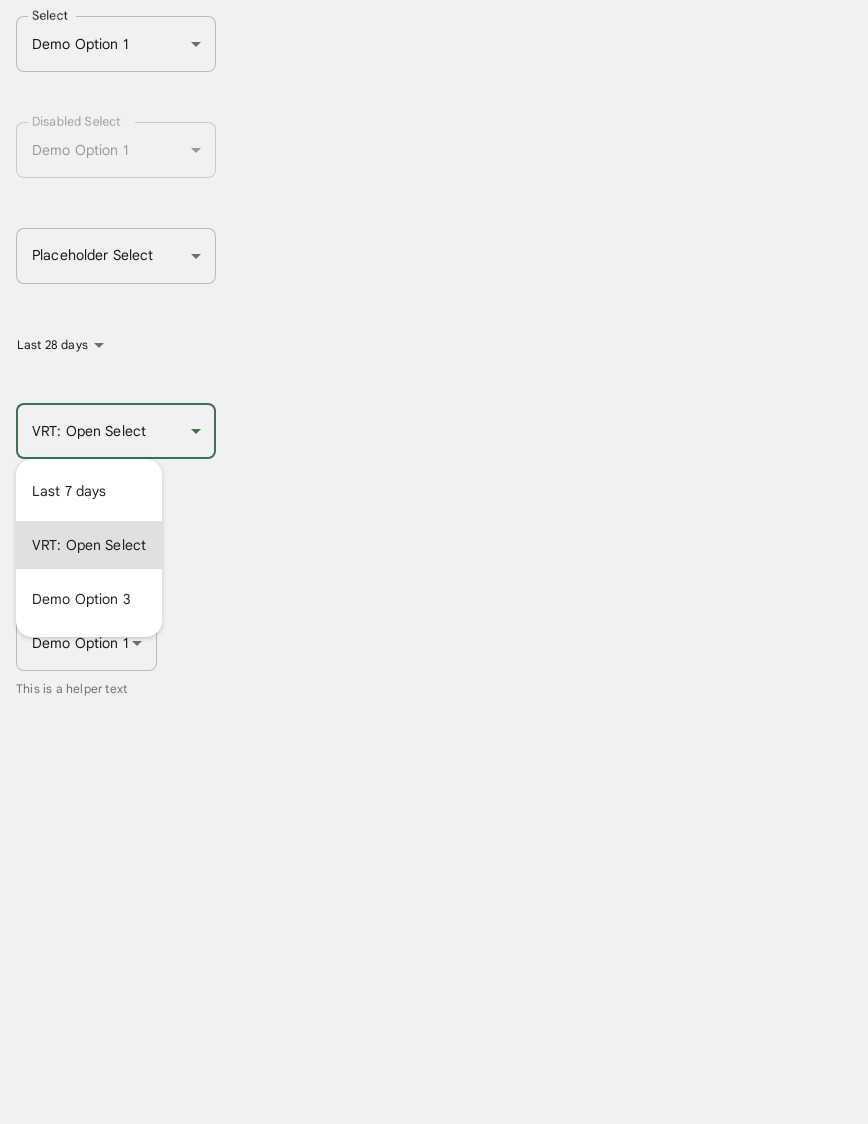 Select
Demo Option 1
Disabled Select
Demo Option 1
Placeholder Select
Last 28 days
VRT: Open Select
Last 7 days
VRT: Open Select
Demo Option 3
Demo Option 1
This is a helper text